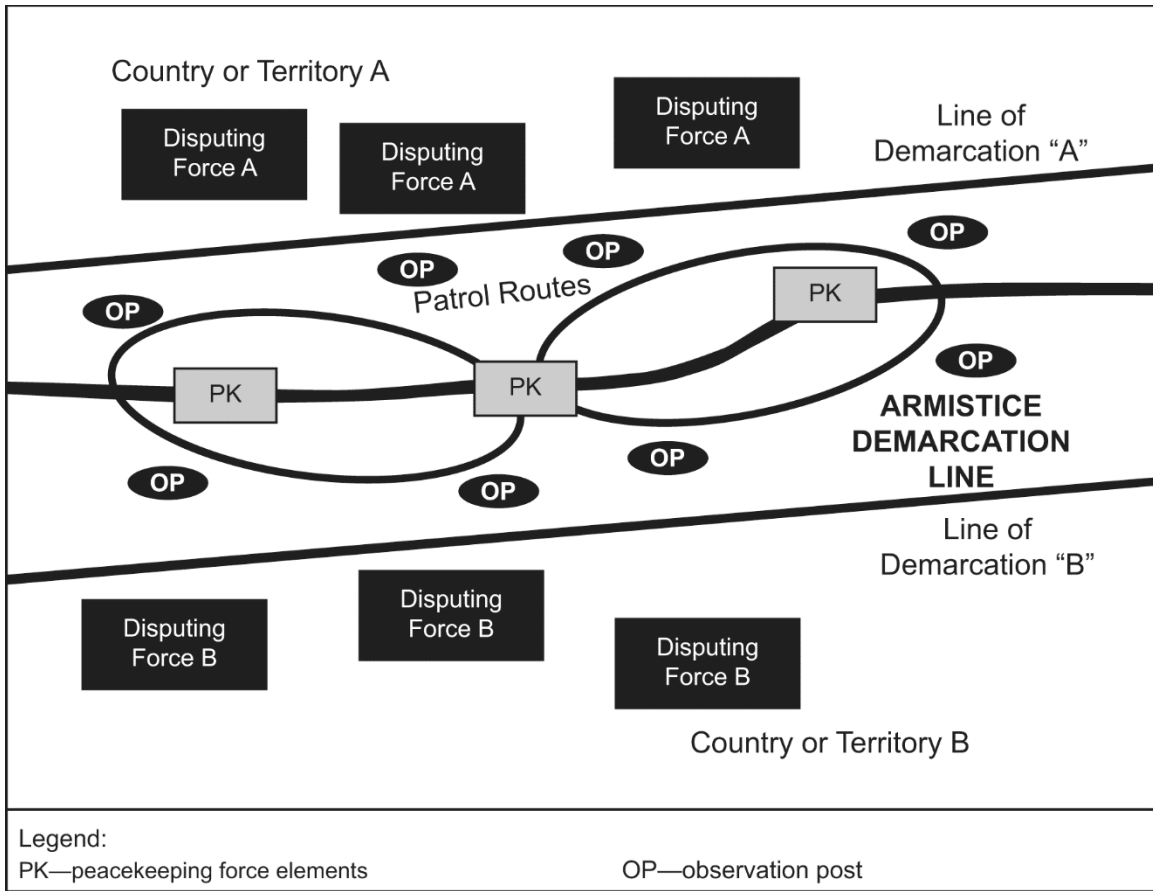 Country or Territory A
Disputing
Force A
Disputing
Force A
Disputing
Force A
Line of
Demarcation “A”
OP
OP
OP
OP
Patrol Routes
PK
PK
PK
OP
ARMISTICE
DEMARCATION
LINE
OP
OP
OP
Line of
Demarcation “B”
Disputing
Force B
Disputing
Force B
Disputing
Force B
Country or Territory B
Legend:
PK—peacekeeping force elements
OP—observation post